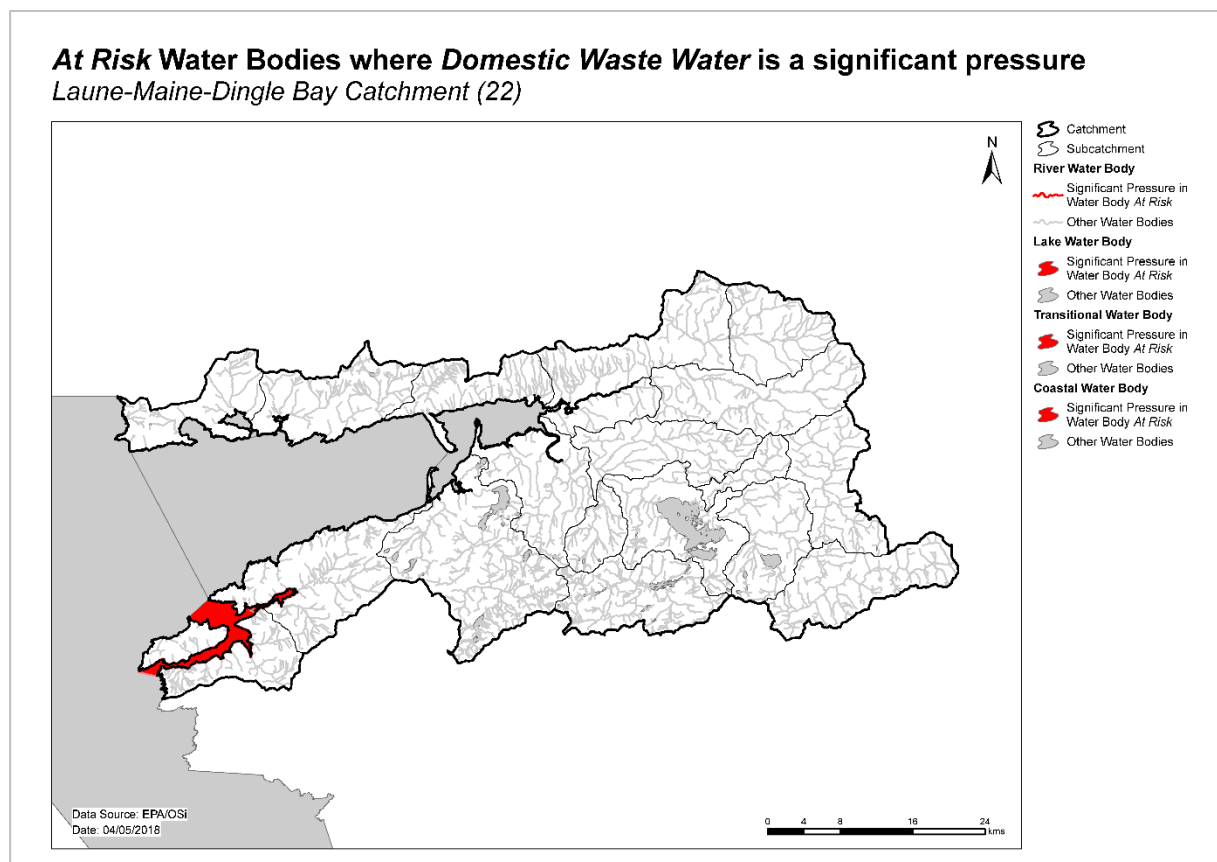 At Risk Water Bodies where Domestic Waste Water is a significant pressure
Laune-Maine-Dingle Bay Catchment (22)
N
Catchment
Subcatchment
River Water Body
Significant Pressure in
Water Body At Risk
Other Water Bodies
Lake Water Body
Significant Pressure in
Water Body At Risk
Other Water Bodies
Transitional Water Body
Significant Pressure in
Water Body At Risk
Other Water Bodies
Coastal Water Body
Significant Pressure in
Water Body At Risk
Other Water Bodies
Data Source: EPA/OSi
Date: 04/05/2018
0 4 8 16 24
kms